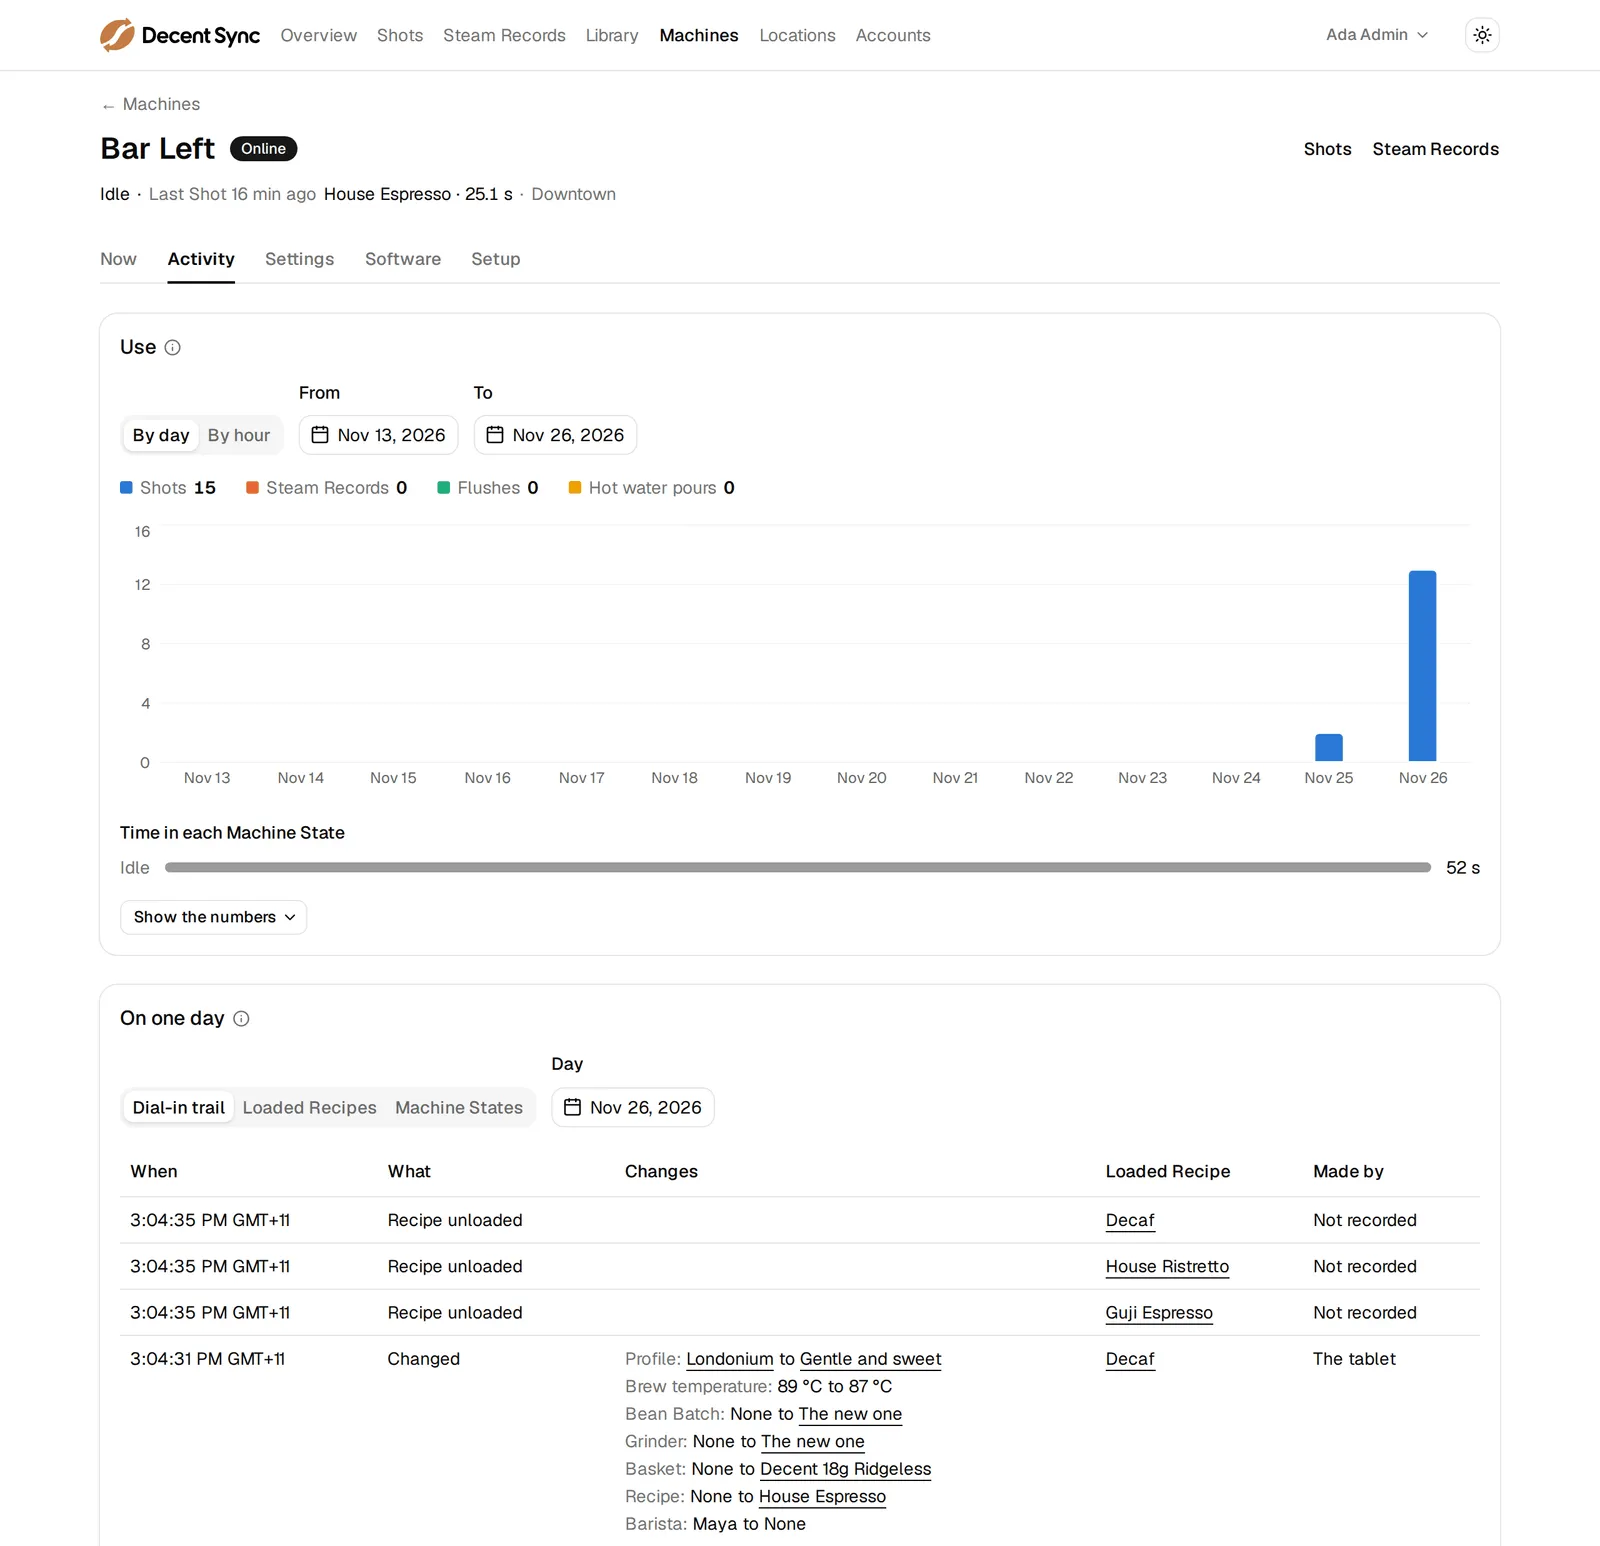 Decent Sync Overview Shots Steam Records Library Machines Locations Accounts Ada Admin
← Machines
Bar Left Online Shots Steam Records
Idle · Last Shot 16 min ago House Espresso · 25.1 s · Downtown
Now Activity Settings Software Setup
Use
From To
By day By hour Nov 13, 2026 Nov 26, 2026
Shots 15 Steam Records 0 Flushes 0 Hot water pours 0
16
12
8
4
0
Nov 13 Nov 14 Nov 15 Nov 16 Nov 17 Nov 18 Nov 19 Nov 20 Nov 21 Nov 22 Nov 23 Nov 24 Nov 25 Nov 26
Time in each Machine State
Idle 52 s
Show the numbers
On one day
Day
Dial-in trail Loaded Recipes Machine States Nov 26, 2026
When What Changes Loaded Recipe Made by
3:04:35 PM GMT+11 Recipe unloaded Decaf Not recorded
3:04:35 PM GMT+11 Recipe unloaded House Ristretto Not recorded
3:04:35 PM GMT+11 Recipe unloaded Guji Espresso Not recorded
3:04:31 PM GMT+11 Changed Profile: Londonium to Gentle and sweet Decaf The tablet
Brew temperature: 89 °C to 87 °C
Bean Batch: None to The new one
Grinder: None to The new one
Basket: None to Decent 18g Ridgeless
Recipe: None to House Espresso
Barista: Maya to None